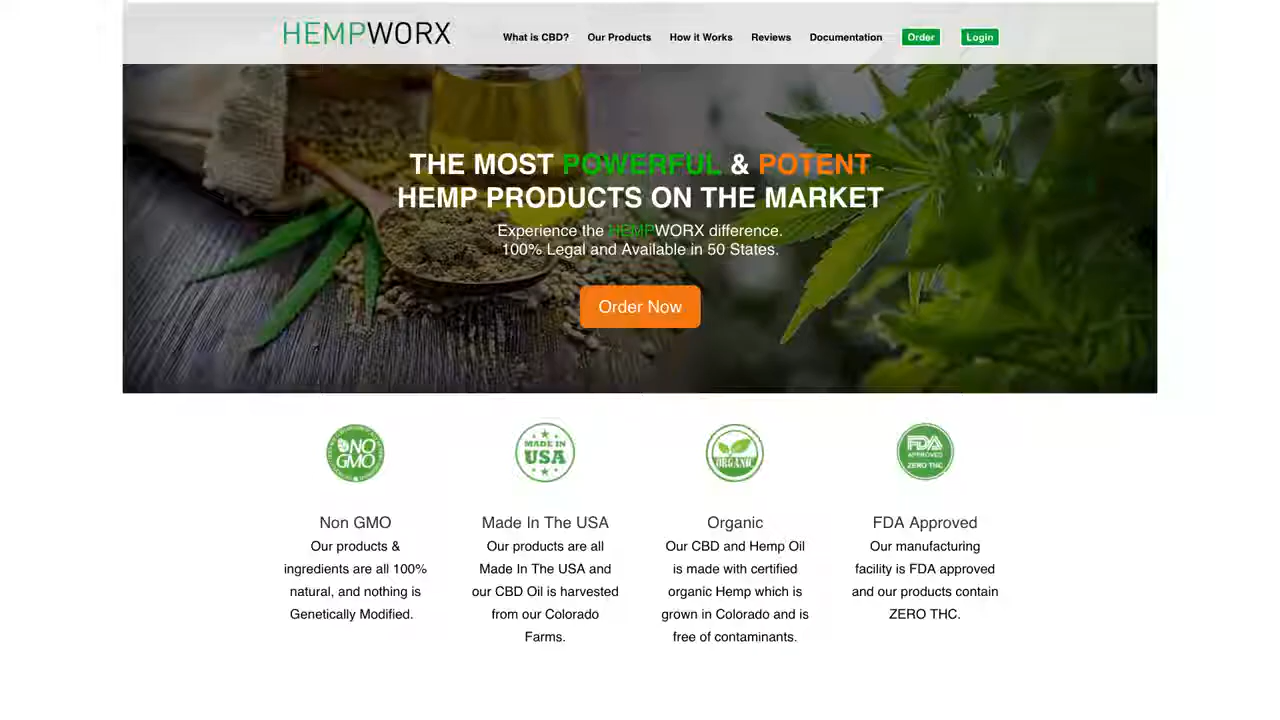 HEMPWORX
What is CBD? Our Products How it Works Reviews Documentation Order Login
THE MOST POWERFUL & POTENT
HEMP PRODUCTS ON THE MARKET
Experience the HEMPWORX difference.
100% Legal and Available in 50 States.
Order Now
NO
GMO
MADE IN
USA
ORGANIC
FDA
APPROVED
ZERO THC
Non GMO
Our products &
ingredients are all 100%
natural, and nothing is
Genetically Modified.
Made In The USA
Our products are all
Made In The USA and
our CBD Oil is harvested
from our Colorado
Farms.
Organic
Our CBD and Hemp Oil
is made with certified
organic Hemp which is
grown in Colorado and is
free of contaminants.
FDA Approved
Our manufacturing
facility is FDA approved
and our products contain
ZERO THC.